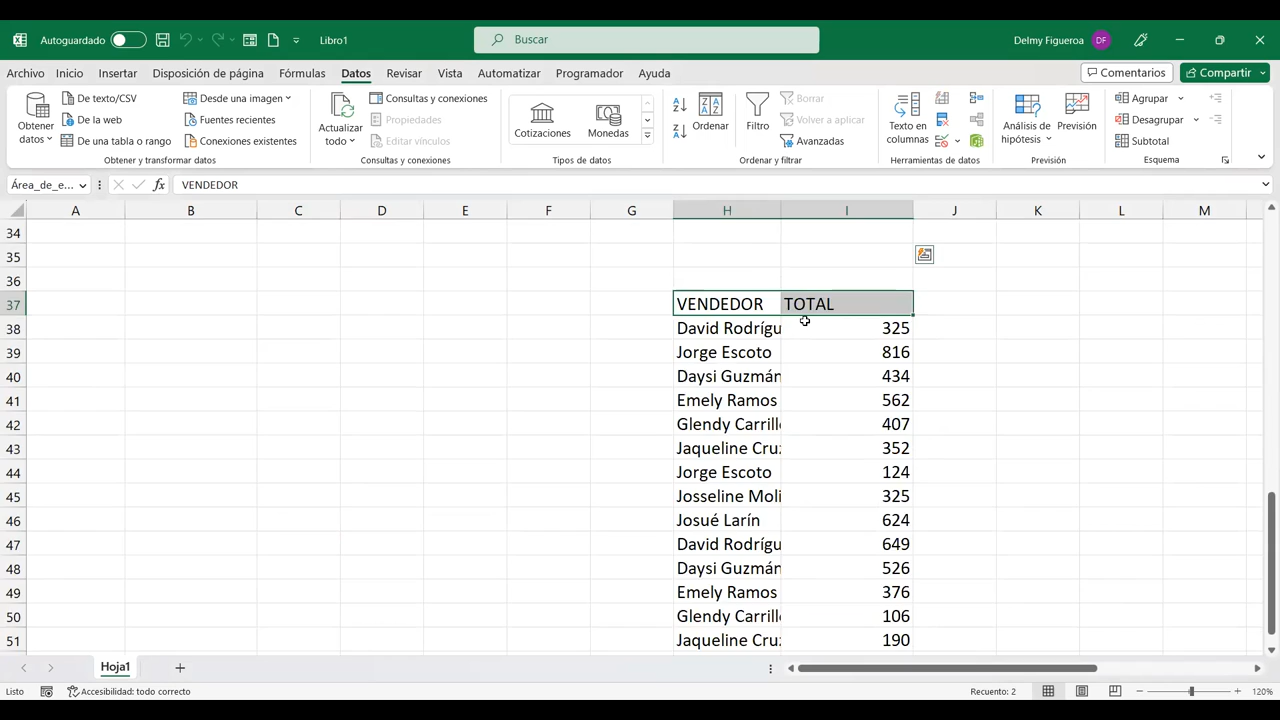 Autoguardado
Libro1
Buscar
Delmy Figueroa DF
Archivo Inicio Insertar Disposición de página Fórmulas Datos Revisar Vista Automatizar Programador Ayuda
Comentarios Compartir
Obtener datos
De texto/CSV
De la web
De una tabla o rango
Desde una imagen
Fuentes recientes
Conexiones existentes
Obtener y transformar datos
Actualizar todo
Consultas y conexiones
Propiedades
Editar vínculos
Consultas y conexiones
Cotizaciones
Monedas
Tipos de datos
Ordenar
Filtro
Borrar
Volver a aplicar
Avanzadas
Ordenar y filtrar
Texto en columnas
Herramientas de datos
Análisis de hipótesis
Previsión
Previsión
Agrupar
Desagrupar
Subtotal
Esquema
Área_de_e... fx VENDEDOR
A B C D E F G H I J K L M
34
35
36
37 VENDEDOR TOTAL
38 David Rodrígu 325
39 Jorge Escoto 816
40 Daysi Guzmán 434
41 Emely Ramos 562
42 Glendy Carrill 407
43 Jaqueline Cru 352
44 Jorge Escoto 124
45 Josseline Moli 325
46 Josué Larín 624
47 David Rodrígu 649
48 Daysi Guzmán 526
49 Emely Ramos 376
50 Glendy Carrill 106
51 Jaqueline Cru 190
Hoja1
Listo Accesibilidad: todo correcto Recuento: 2 120%